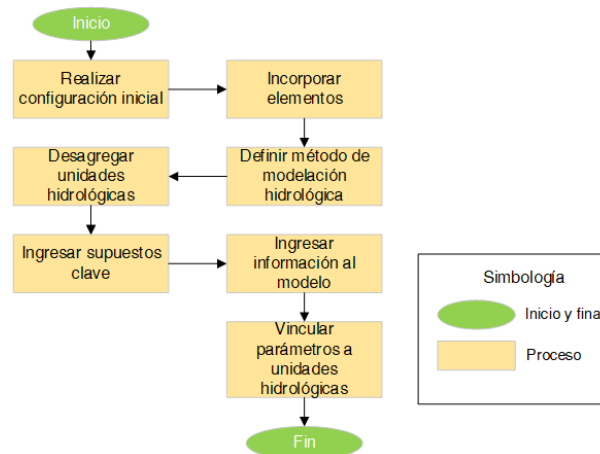 Inicio
Realizar
configuración inicial
Incorporar
elementos
Definir método de
modelación
hidrológica
Desagregar
unidades
hidrológicas
Ingresar supuestos
clave
Ingresar
información al
modelo
Vincular
parámetros a
unidades
hidrológicas
Fin
Simbología
Inicio y fina
Proceso